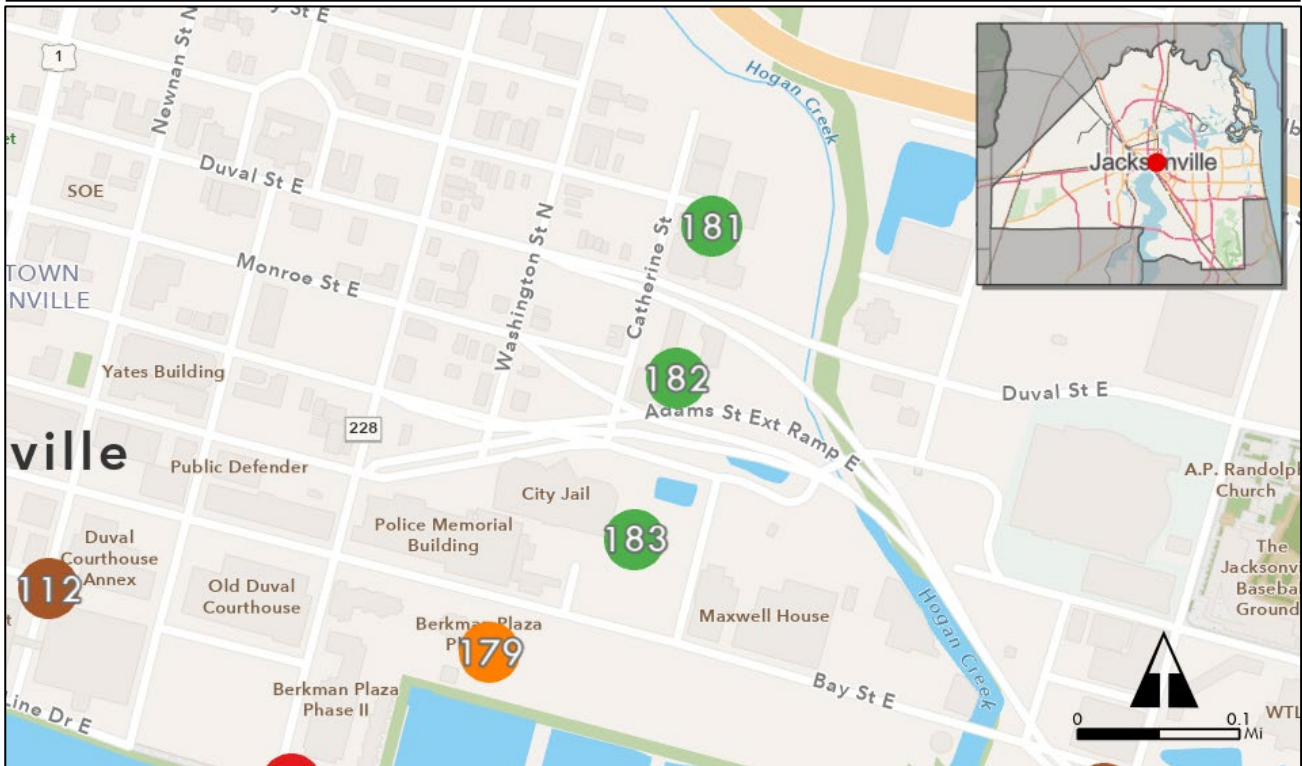 y St E
1
Newnan St N
Hogan Creek
Jacksonville
et
SOE
Duval St E
181
TOWN
NVILLE
Monroe St E
Washington St N
Catherine St
Yates Building
182
Duval St E
Adams St Ext Ramp E
228
ville
Public Defender
City Jail
A.P. Randolph
Church
Police Memorial
Building
183
Duval
Courthouse
Annex
112
Old Duval
Courthouse
The
Jacksonvi
Baseba
Ground
Berkman Plaza
179
Maxwell House
Hogan Creek
Berkman Plaza
Phase II
Bay St E
Line Dr E
0 0.1
Mi
WTL